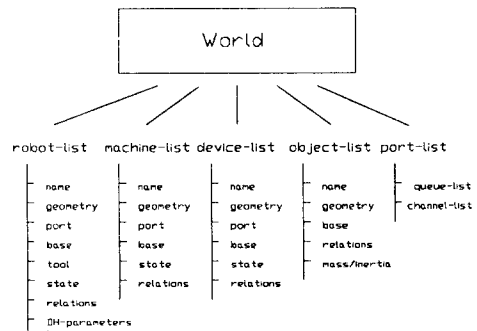 World
robot-list machine-list device-list object-list port-list
name
geometry
port
base
tool
state
relations
DH-parameters
name
geometry
port
base
state
relations
name
geometry
port
base
state
relations
name
geometry
base
relations
mass/inertia
queue-list
channel-list